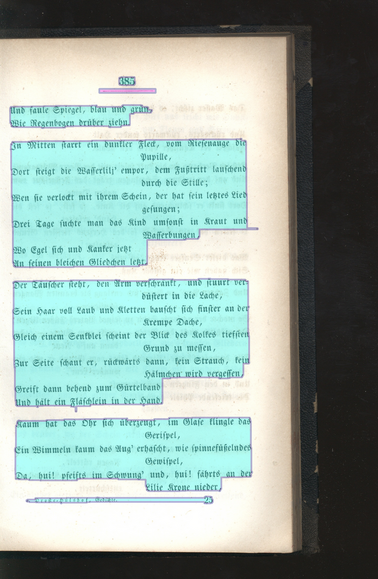 385
Und faule Spiegel, blau und grün,
Wie Regenbogen drüber ziehn.
In Mitten starrt ein dunkler Fleck, vom Riesenauge die
Pupille,
Dort steigt die Wasserlilj' empor, dem Fußtritt lauschend
durch die Stille;
Wen sie verlockt mit ihrem Schein, der hat sein letztes Lied
gesungen;
Drei Tage suchte man das Kind umsonst in Kraut und
Wasserbungen,
Wo Egel sich und Kanker jetzt
An seinen bleichen Gliedchen letzt.
Der Täuscher steht, den Arm verschränkt, und stiert ver-
düstert in die Lache,
Sein Haar voll Laub und Kletten bauscht sich finster an der
Krempe Dache,
Gleich einem Senkblei scheint der Blick des Kolkes tiefsten
Grund zu messen,
Zur Seite schaut er, rückwärts dann, kein Strauch, kein
Hälmchen wird vergessen,
Greift dann behend zum Gürtelband
Und hält ein Fläschlein in der Hand.
Kaum hat das Ohr sich überzeugt, im Glase klingle das
Gerispel,
Ein Wimmeln kaum das Aug' erhascht, wie spinnefüßelndes
Gewispel,
Da, hui! pfeift's im Schwung' und, hui! fährt's an der
Lilie Krone nieder,
25